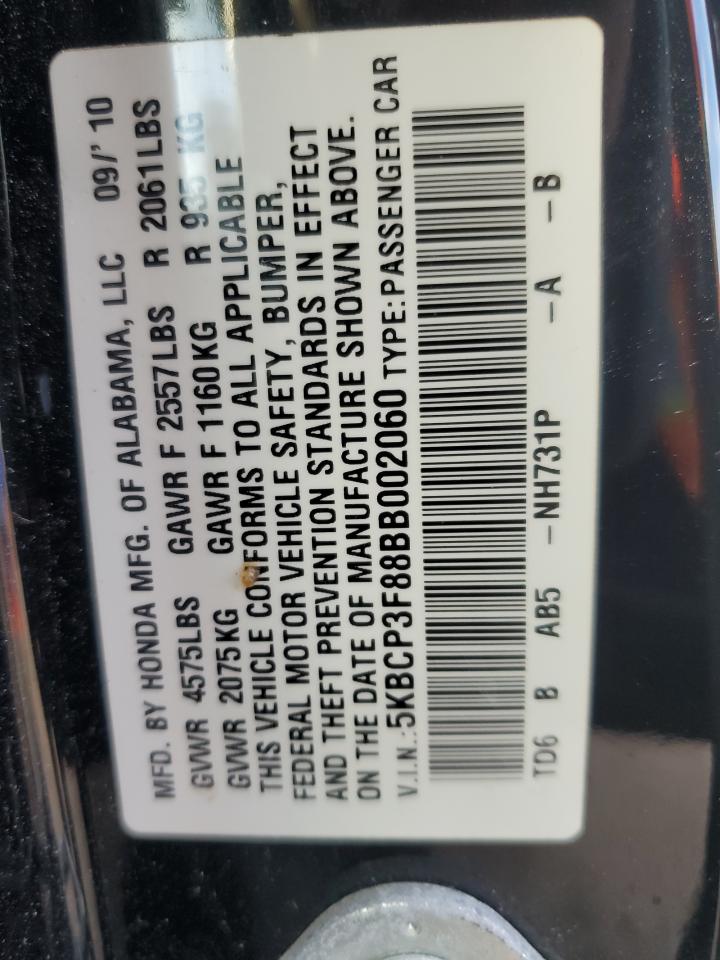 MFD. BY HONDA MFG. OF ALABAMA, LLC 09/'10
GVWR 4575LBS GAWR F 2557LBS R 2061LBS
GVWR 2075KG GAWR F 1160KG R 935 KG
THIS VEHICLE CONFORMS TO ALL APPLICABLE
FEDERAL MOTOR VEHICLE SAFETY, BUMPER,
AND THEFT PREVENTION STANDARDS IN EFFECT
ON THE DATE OF MANUFACTURE SHOWN ABOVE.
V.I.N.:5KBCP3F88BB002060 TYPE:PASSENGER CAR
TD6 B AB5 -NH731P -A -B